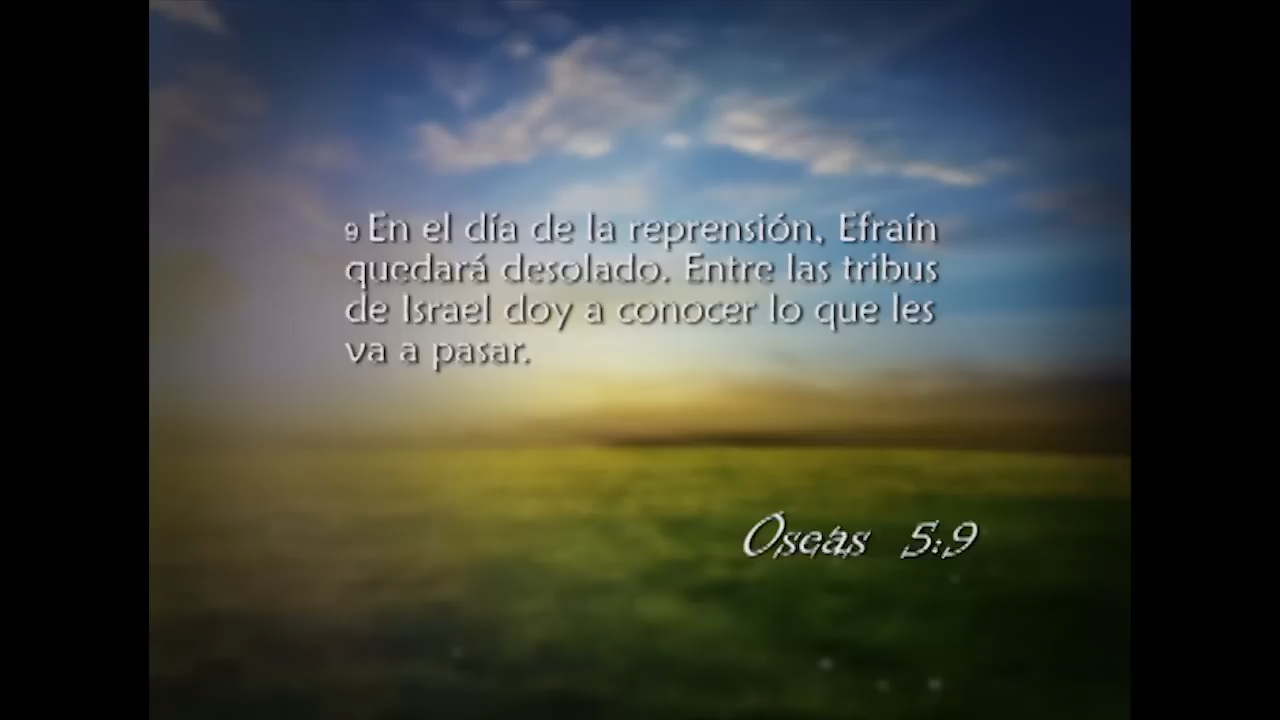 9 En el día de la reprensión, Efraín
quedará desolado. Entre las tribus
de Israel doy a conocer lo que les
va a pasar.
Oseas 5:9